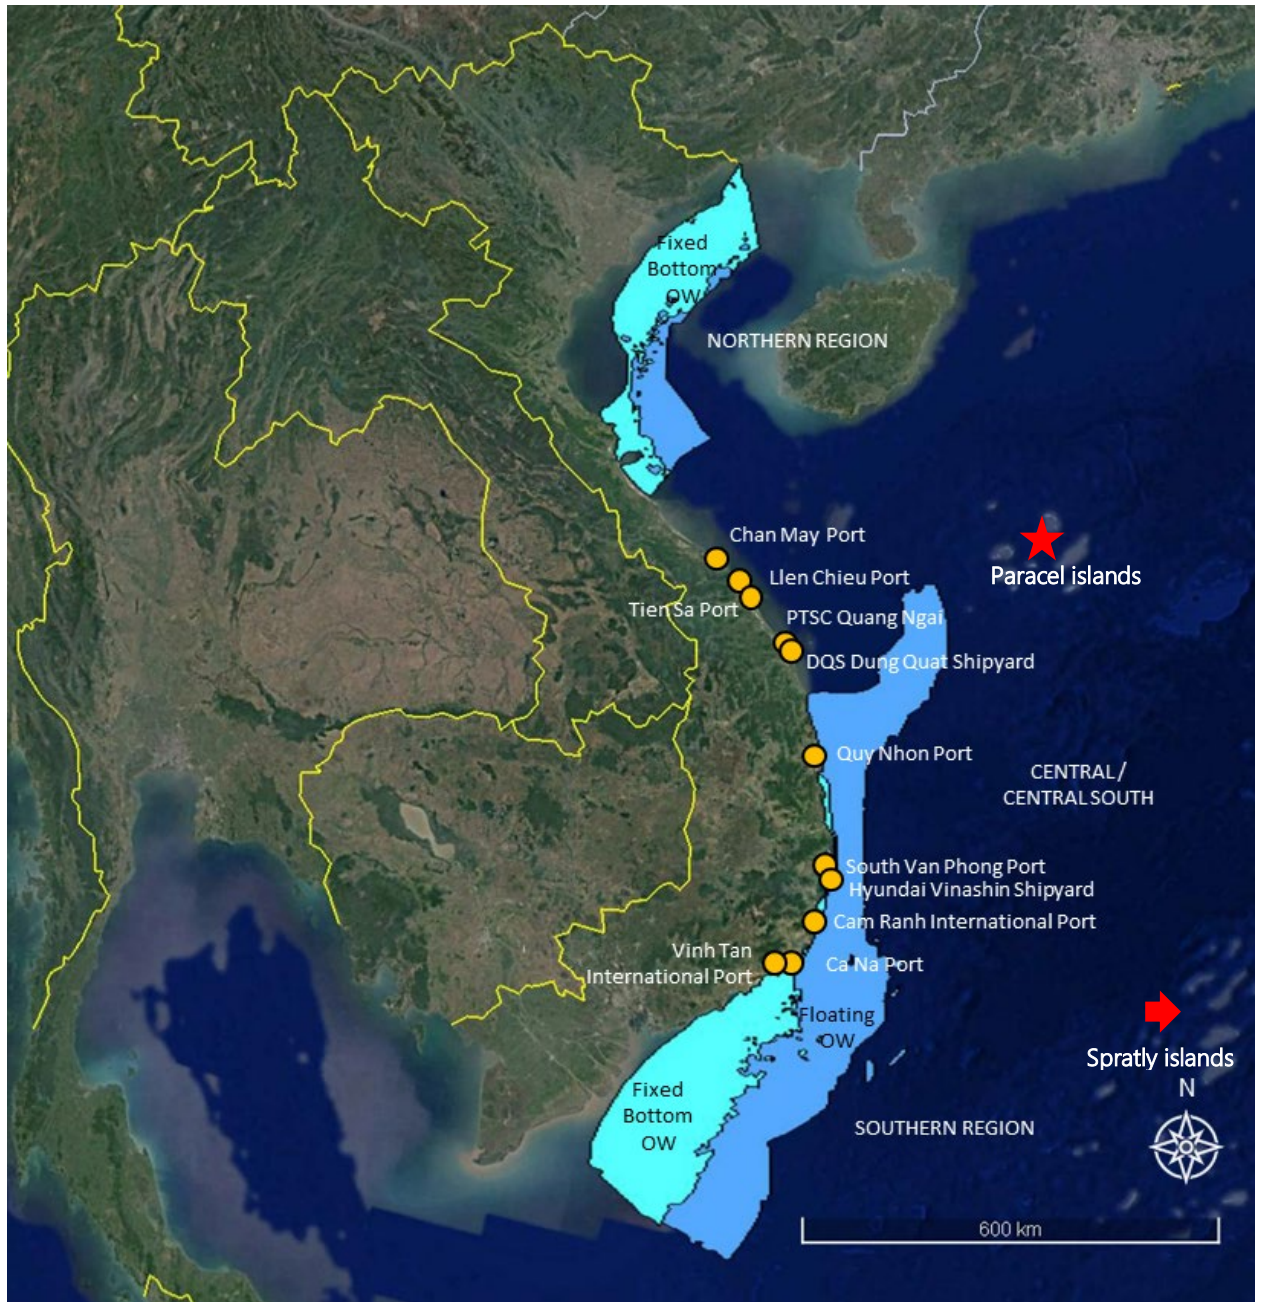 Fixed
Bottom
OW
NORTHERN REGION
Chan May Port
Paracel islands
Llen Chieu Port
Tien Sa Port
PTSC Quang Ngai
DQS Dung Quat Shipyard
Quy Nhon Port
CENTRAL /
CENTRAL SOUTH
South Van Phong Port
Hyundai Vinashin Shipyard
Cam Ranh International Port
Vinh Tan
International Port
Ca Na Port
Floating
OW
Spratly islands
N
Fixed
Bottom
OW
SOUTHERN REGION
600 km